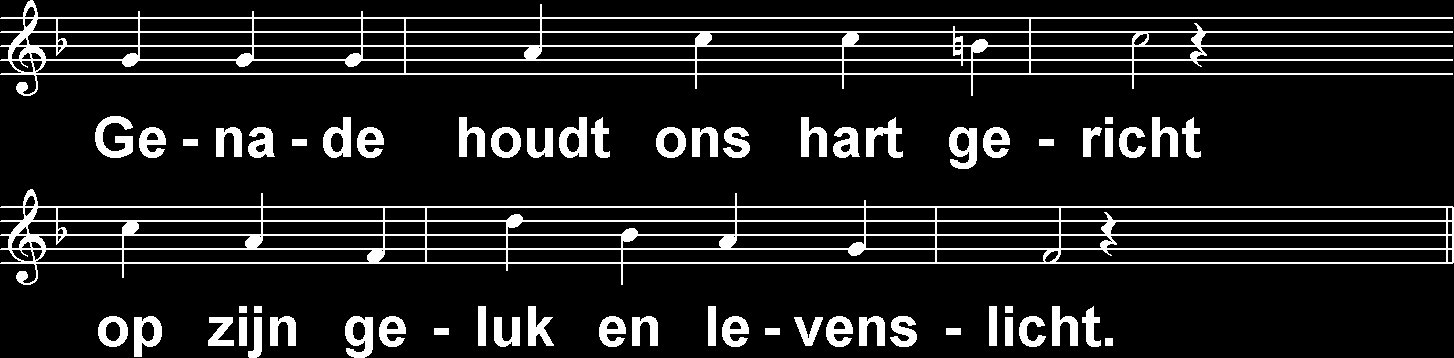 Ge - na - de houdt ons hart ge - richt
op zijn ge - luk en le - vens - licht.